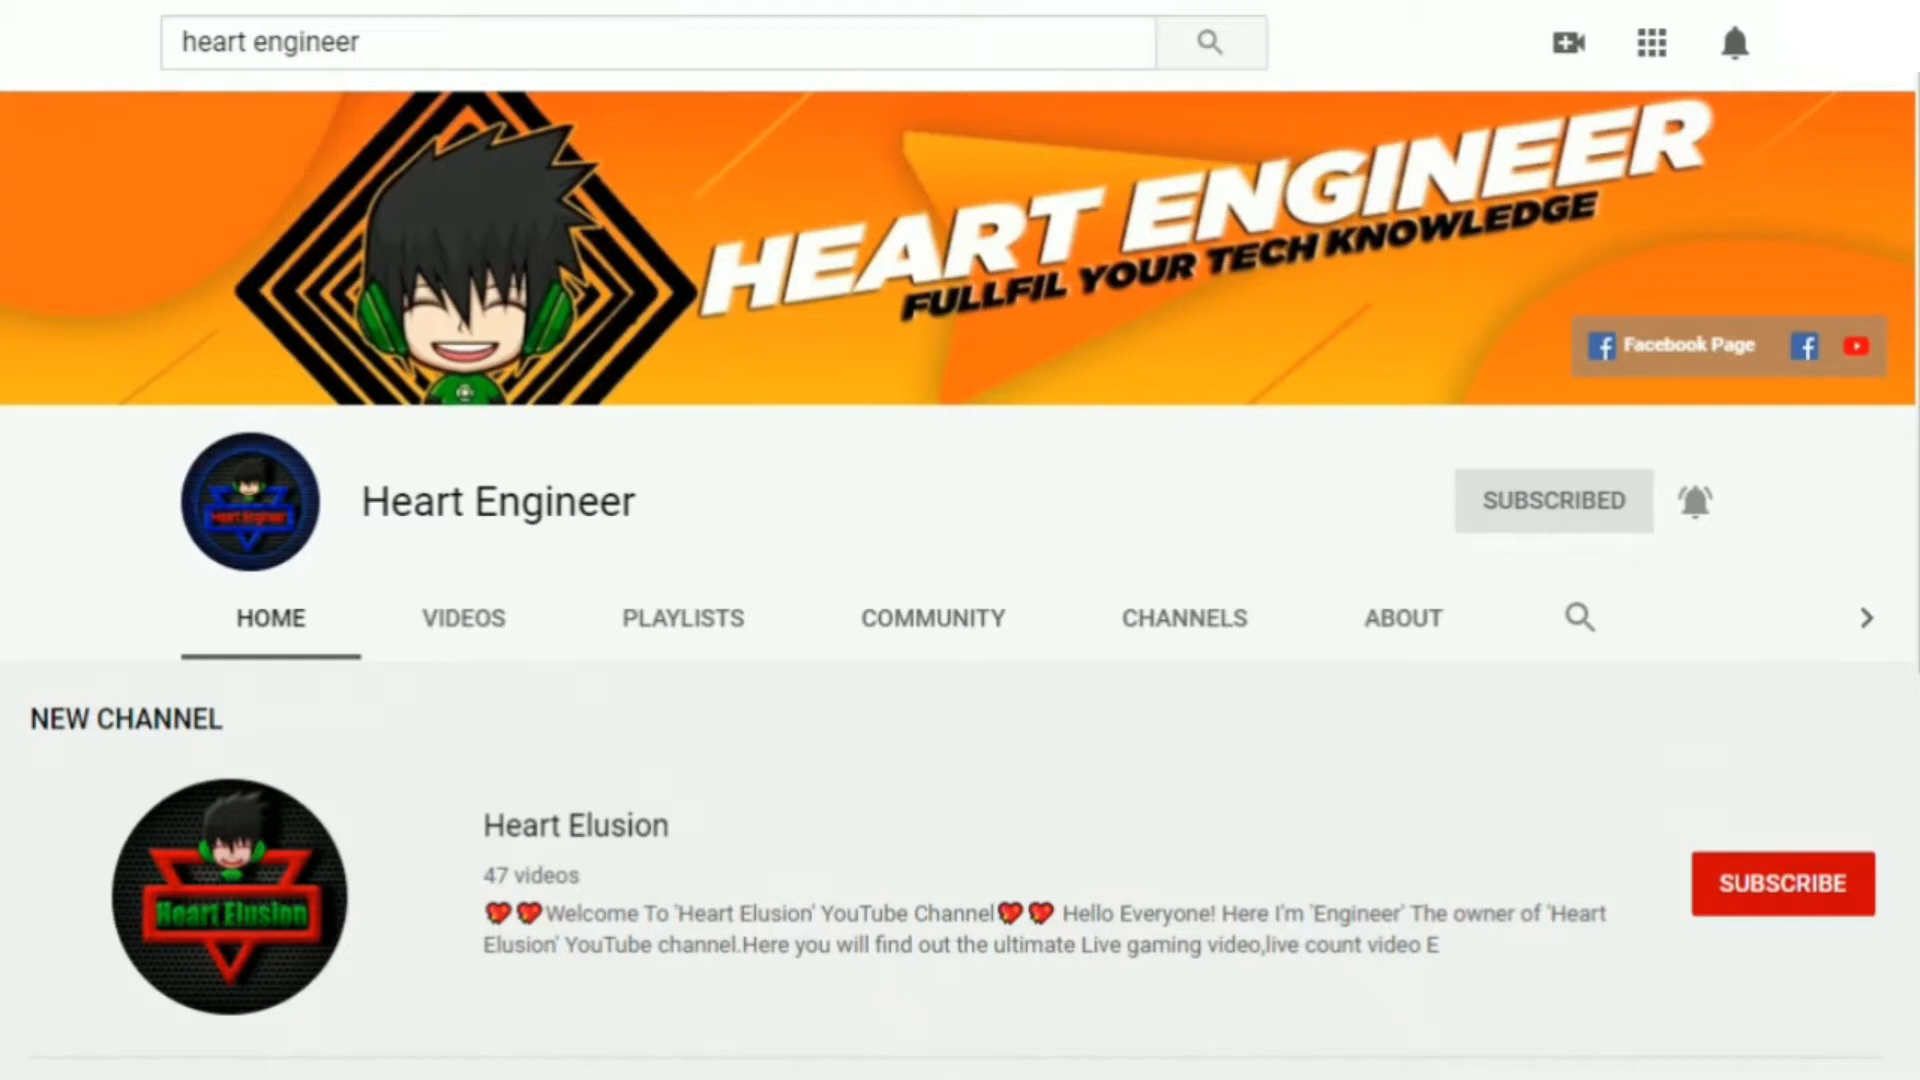 heart engineer
HEART ENGINEER
FULLFIL YOUR TECH KNOWLEDGE
Facebook Page
Heart Engineer
Heart Engineer
SUBSCRIBED
HOME VIDEOS PLAYLISTS COMMUNITY CHANNELS ABOUT
NEW CHANNEL
Heart Elusion
Heart Elusion
47 videos
💖💖Welcome To 'Heart Elusion' YouTube Channel💖💖 Hello Everyone! Here I'm 'Engineer' The owner of 'Heart
Elusion' YouTube channel.Here you will find out the ultimate Live gaming video,live count video E
SUBSCRIBE